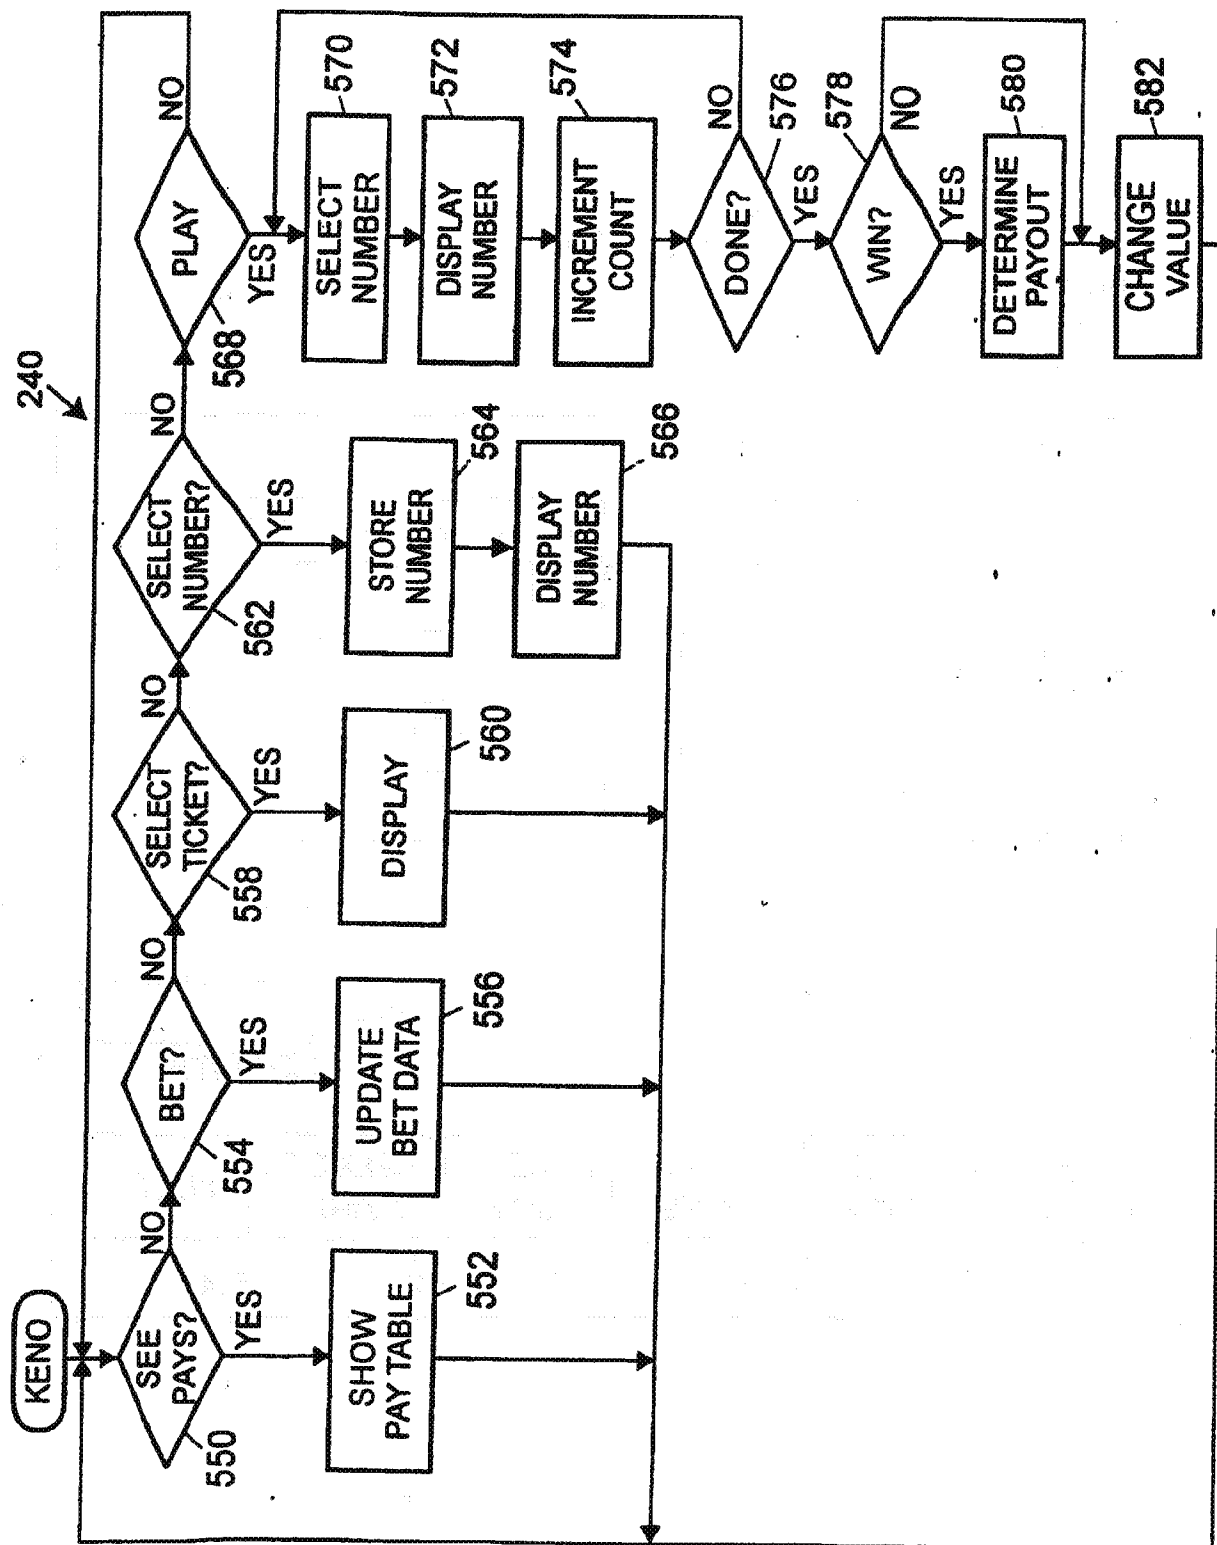 240
KENO
SEE
PAYS?
550
NO
YES
SHOW
PAY TABLE
552
BET?
554
NO
YES
UPDATE
BET DATA
556
SELECT
TICKET?
558
NO
YES
DISPLAY
560
SELECT
NUMBER?
562
NO
YES
STORE
NUMBER
564
DISPLAY
NUMBER
566
PLAY
568
NO
YES
SELECT
NUMBER
570
DISPLAY
NUMBER
572
INCREMENT
COUNT
574
DONE?
576
NO
YES
WIN?
578
NO
YES
DETERMINE
PAYOUT
580
CHANGE
VALUE
582